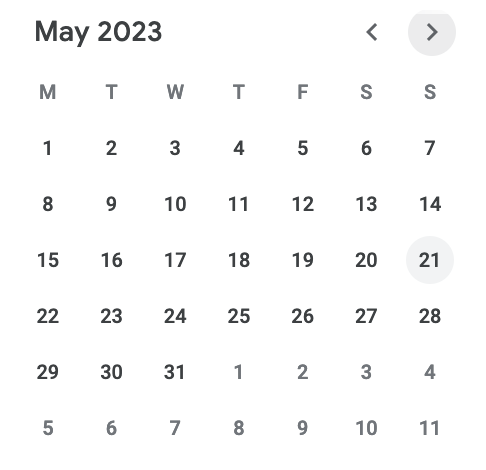 May 2023
M T W T F S S
1 2 3 4 5 6 7
8 9 10 11 12 13 14
15 16 17 18 19 20 21
22 23 24 25 26 27 28
29 30 31 1 2 3 4
5 6 7 8 9 10 11